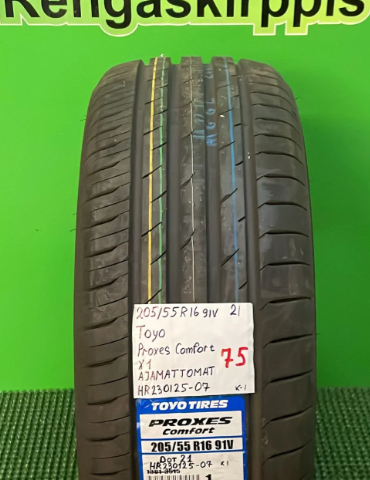 Rengaskirppis
205/55R16 91V 21
Toyo
Proxes Comfort
X1
75
AJAMATTOMAT
HR230125-07 K-1
TOYO TIRES
PROXES
Comfort
205/55 R16 91V
DOT 21
HR230125-07 K1
1